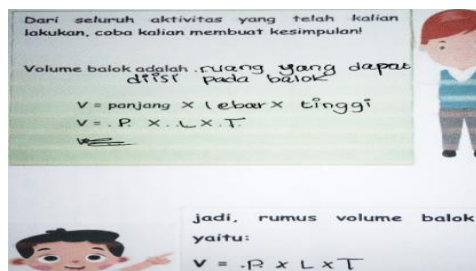 Dari seluruh aktivitas yang telah kalian
lakukan, coba kalian membuat kesimpulan!
Volume balok adalah .ruang yang dapat
diisi pada balok
V = panjang X lebar X tinggi
V = .P. X ..L X .T.
jadi, rumus volume balok
yaitu:
V = .P X L X T